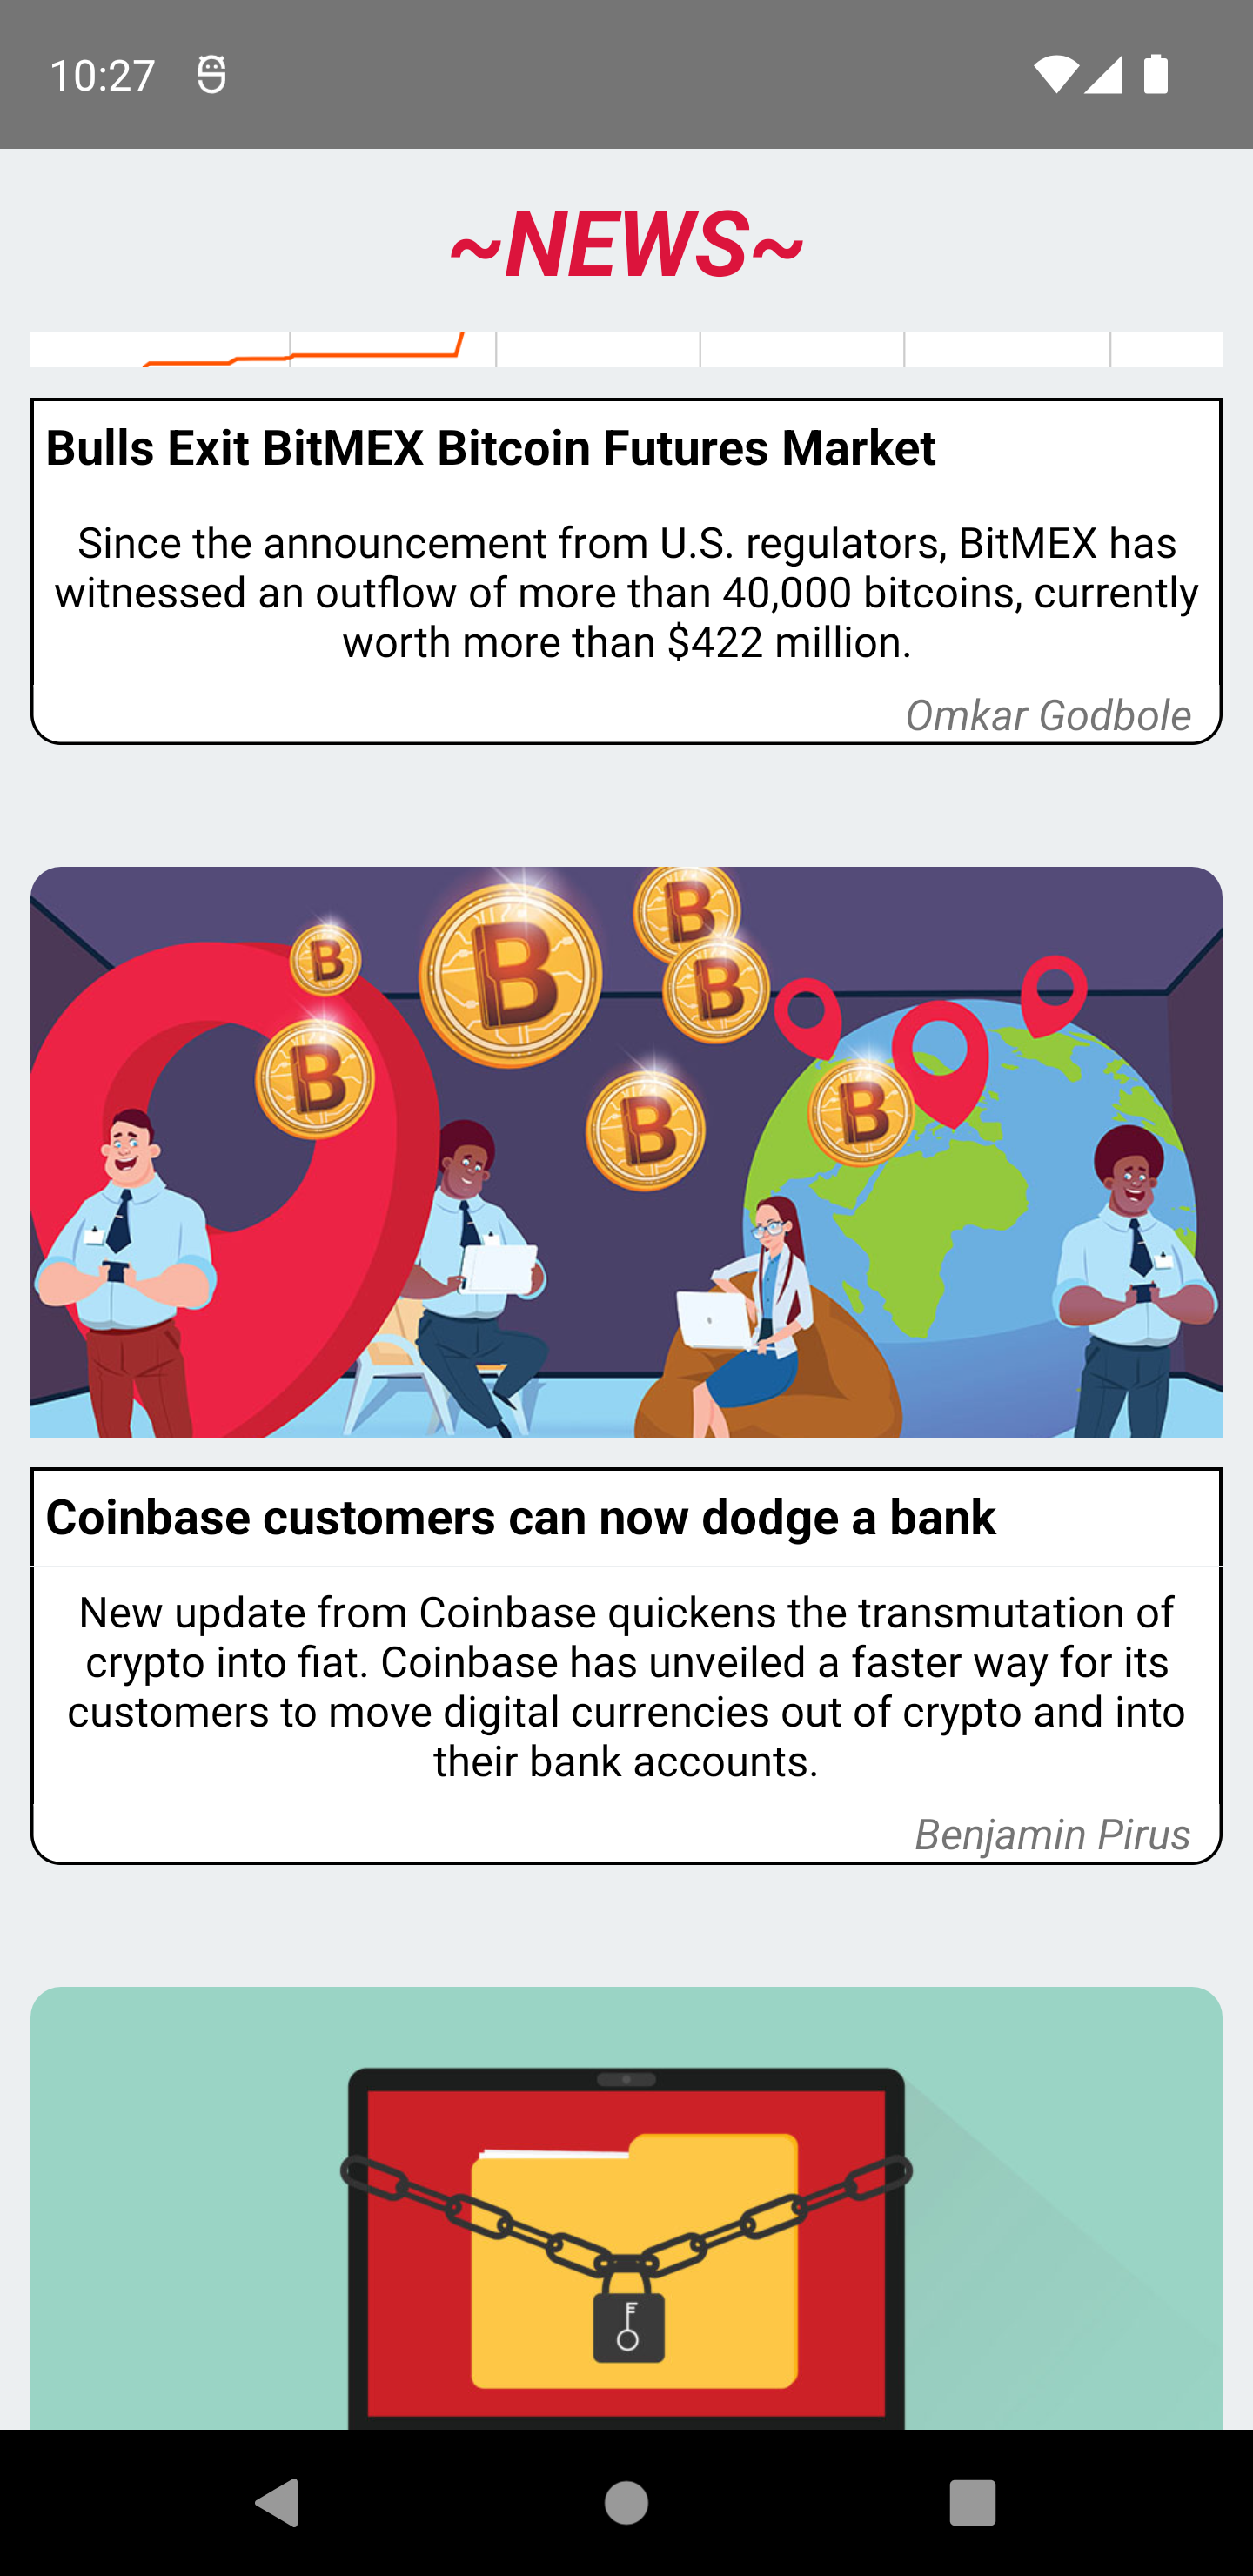 10:27
~NEWS~
Bulls Exit BitMEX Bitcoin Futures Market
Since the announcement from U.S. regulators, BitMEX has
witnessed an outflow of more than 40,000 bitcoins, currently
worth more than $422 million.
Omkar Godbole
Coinbase customers can now dodge a bank
New update from Coinbase quickens the transmutation of
crypto into fiat. Coinbase has unveiled a faster way for its
customers to move digital currencies out of crypto and into
their bank accounts.
Benjamin Pirus